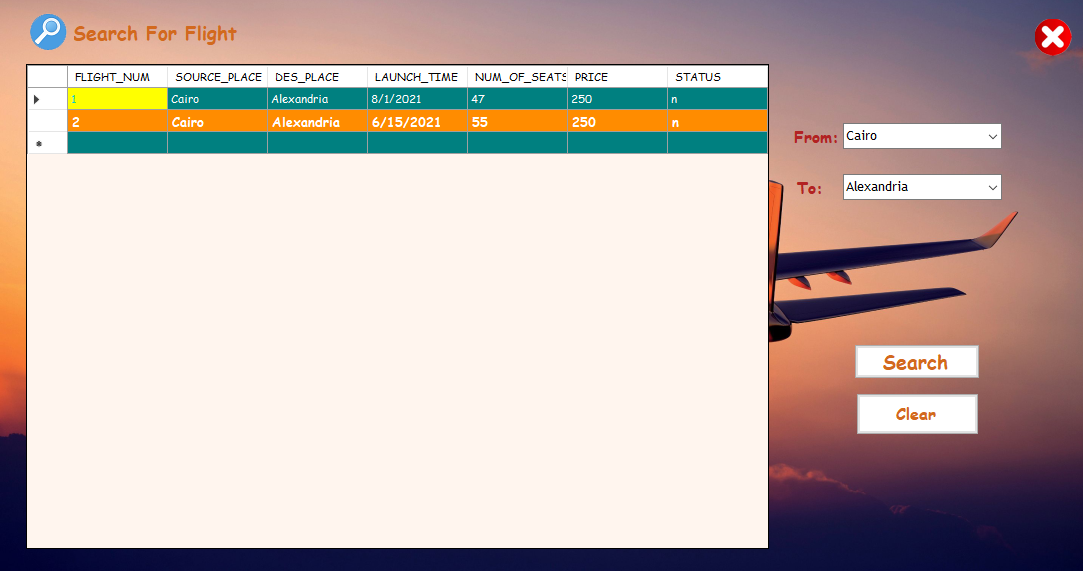 Search For Flight
FLIGHT_NUM SOURCE_PLACE DES_PLACE LAUNCH_TIME NUM_OF_SEATS PRICE STATUS
1 Cairo Alexandria 8/1/2021 47 250 n
2 Cairo Alexandria 6/15/2021 55 250 n
From: Cairo
To: Alexandria
Search
Clear